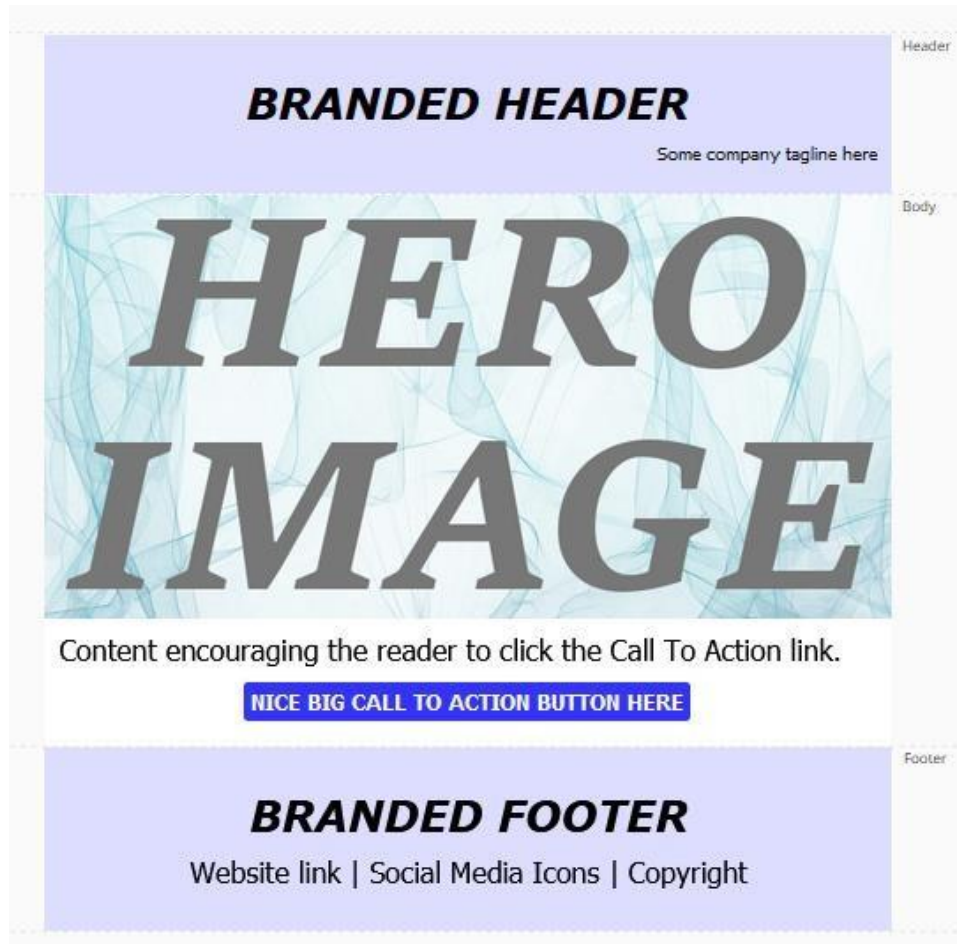 Header
BRANDED HEADER
Some company tagline here
Body
HERO
IMAGE
Content encouraging the reader to click the Call To Action link.
NICE BIG CALL TO ACTION BUTTON HERE
Footer
BRANDED FOOTER
Website link | Social Media Icons | Copyright